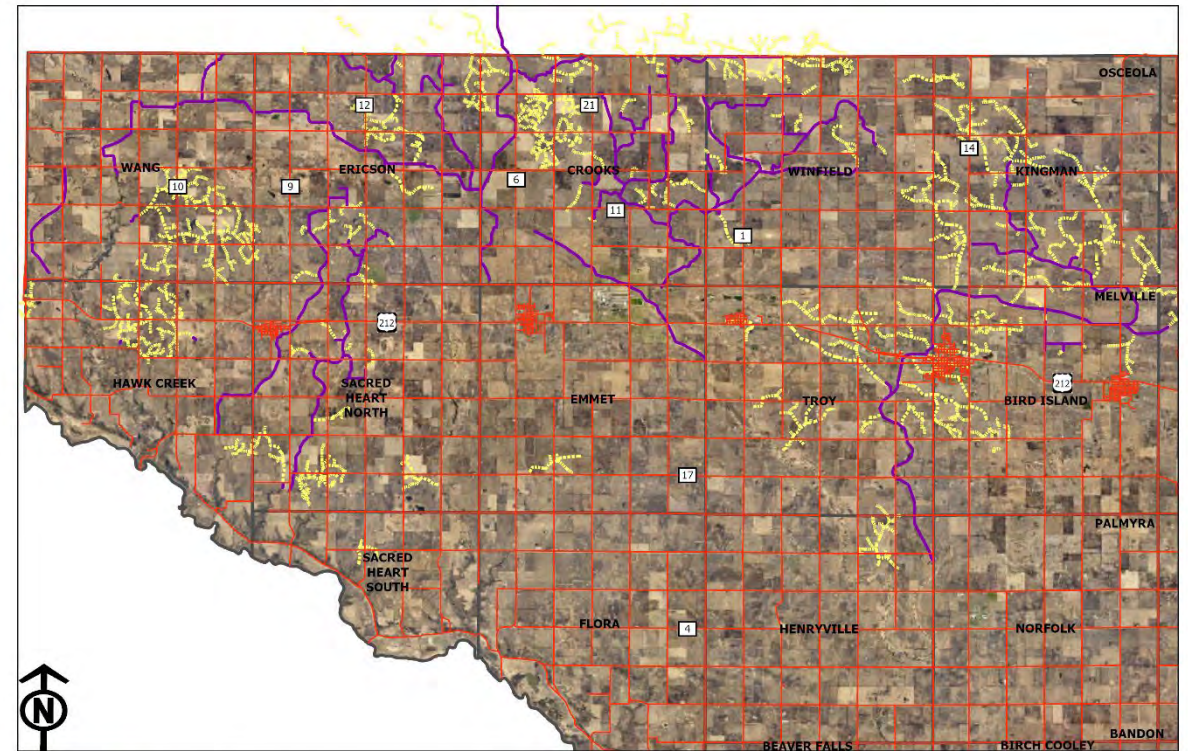 OSCEOLA
12
21
14
WANG
ERICSON
CROOKS
WINFIELD
KINGMAN
10
9
6
11
1
MELVILLE
212
HAWK CREEK
SACRED
HEART
NORTH
EMMET
TROY
BIRD ISLAND
212
17
PALMYRA
SACRED
HEART
SOUTH
FLORA
4
HENRYVILLE
NORFOLK
N
BEAVER FALLS
BIRCH COOLEY
BANDON